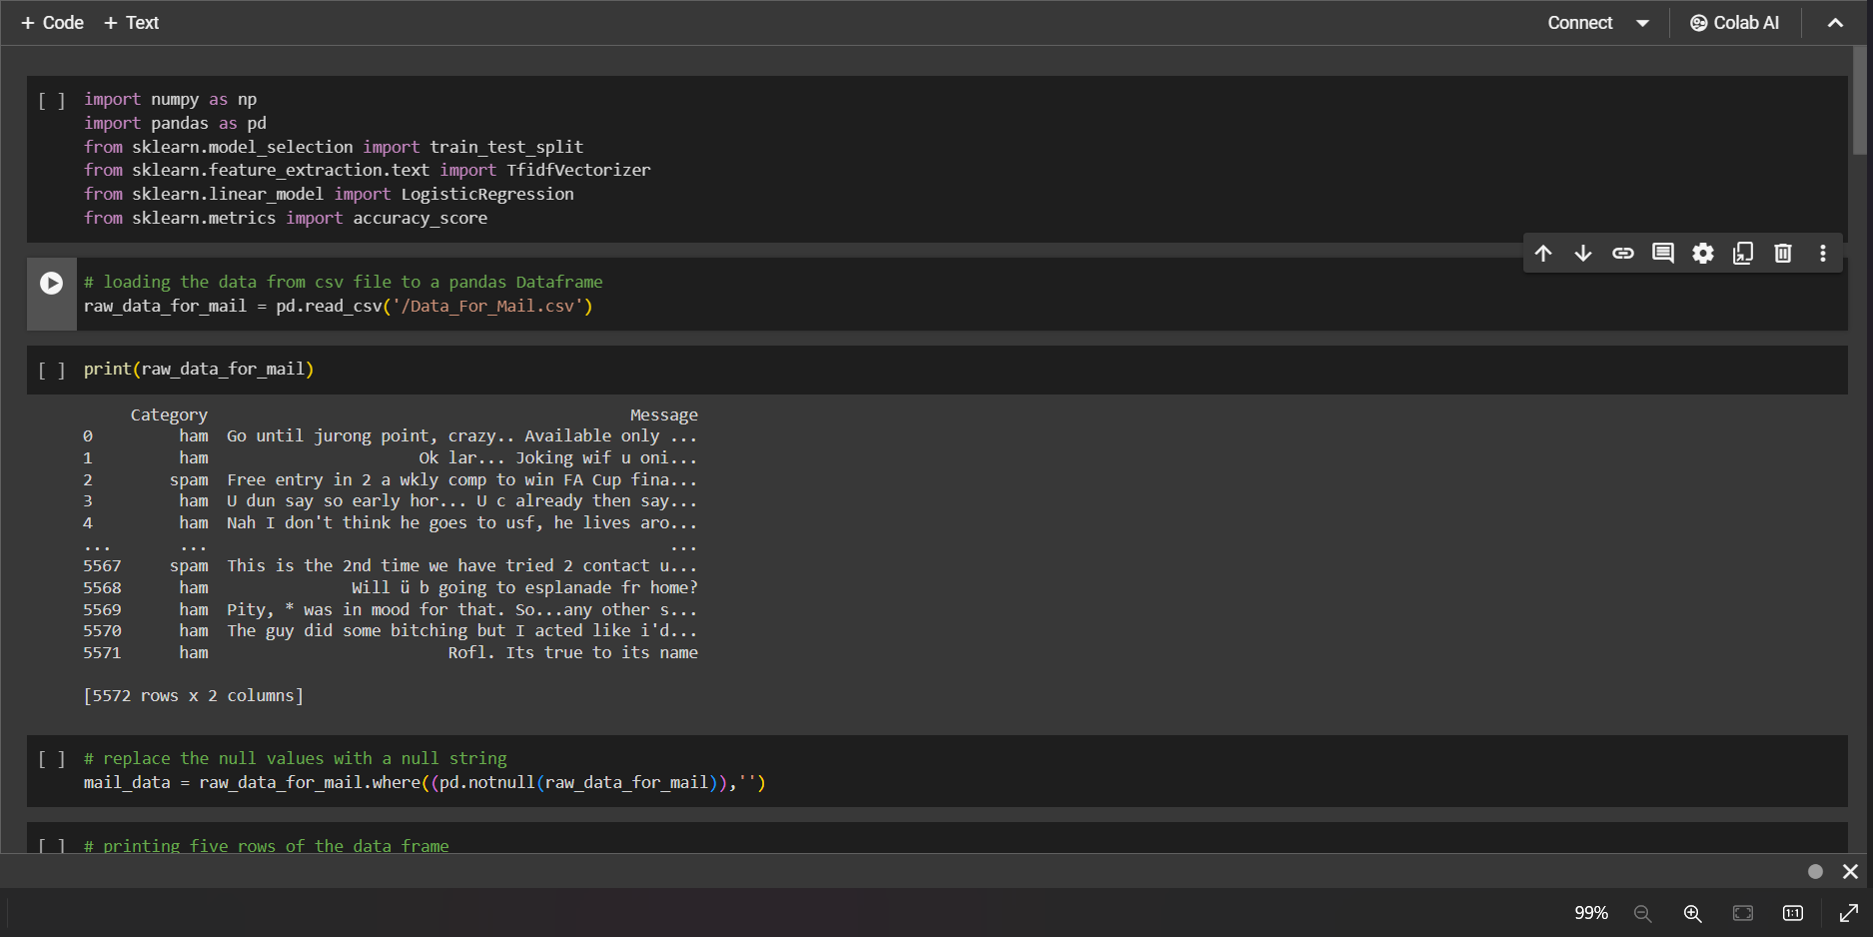 + Code + Text Connect Colab AI
[ ] import numpy as np
import pandas as pd
from sklearn.model_selection import train_test_split
from sklearn.feature_extraction.text import TfidfVectorizer
from sklearn.linear_model import LogisticRegression
from sklearn.metrics import accuracy_score
# loading the data from csv file to a pandas Dataframe
raw_data_for_mail = pd.read_csv('/Data_For_Mail.csv')
[ ] print(raw_data_for_mail)
Category Message
0 ham Go until jurong point, crazy.. Available only ...
1 ham Ok lar... Joking wif u oni...
2 spam Free entry in 2 a wkly comp to win FA Cup fina...
3 ham U dun say so early hor... U c already then say...
4 ham Nah I don't think he goes to usf, he lives aro...
... ... ...
5567 spam This is the 2nd time we have tried 2 contact u...
5568 ham Will ü b going to esplanade fr home?
5569 ham Pity, * was in mood for that. So...any other s...
5570 ham The guy did some bitching but I acted like i'd...
5571 ham Rofl. Its true to its name
[5572 rows x 2 columns]
[ ] # replace the null values with a null string
mail_data = raw_data_for_mail.where((pd.notnull(raw_data_for_mail)),'')
[ ] # printing five rows of the data frame
99% 1:1